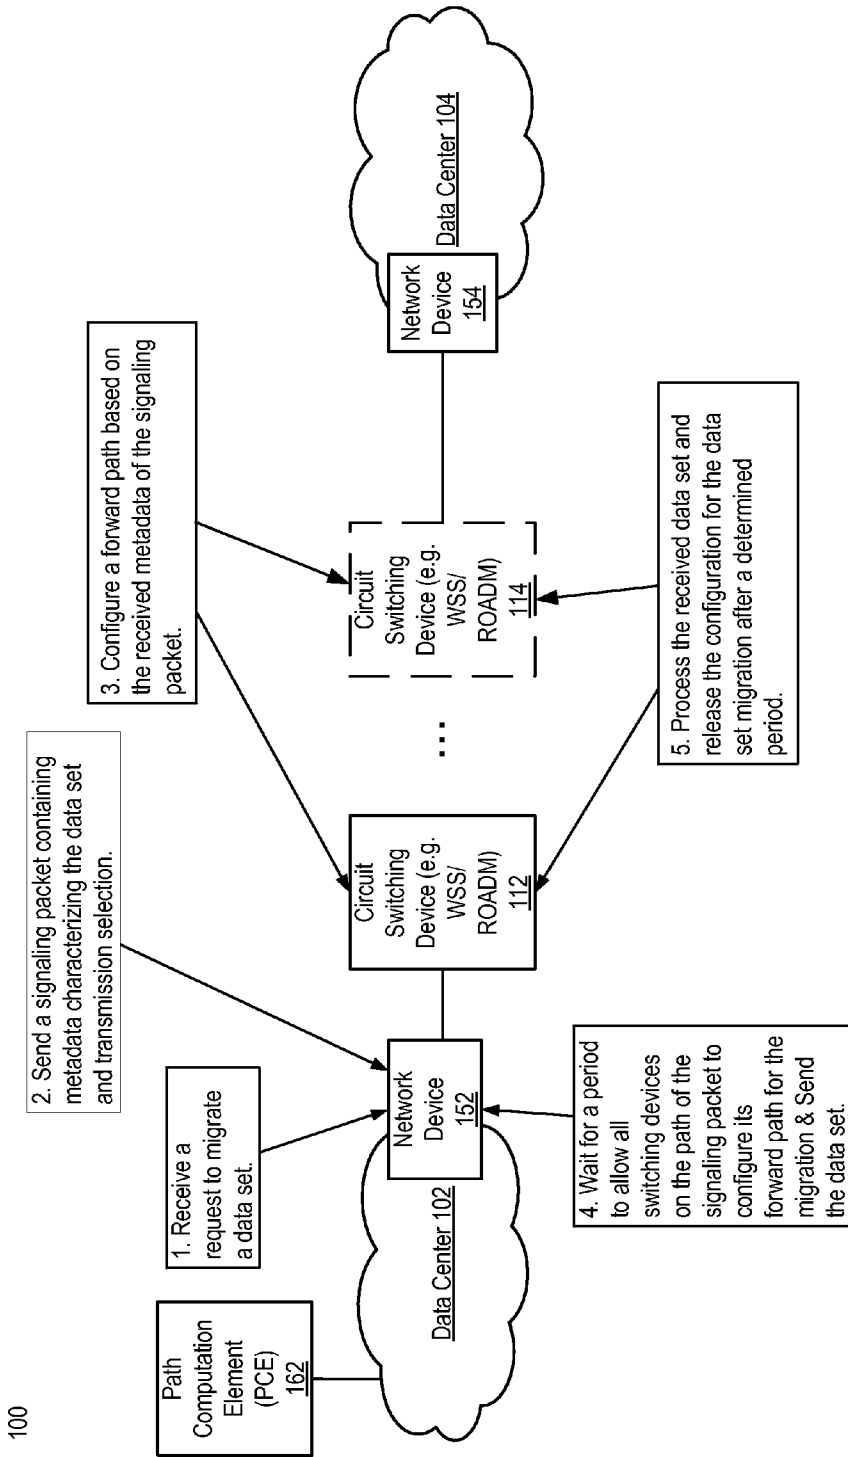 100
Path
Computation
Element
(PCE)
162
1. Receive a
request to migrate
a data set.
2. Send a signaling packet containing
metadata characterizing the data set
and transmission selection.
3. Configure a forward path based on
the received metadata of the signaling
packet.
Data Center 102
Network
Device
152
Circuit
Switching
Device (e.g.
WSS/
ROADM)
112
...
Circuit
Switching
Device (e.g.
WSS/
ROADM)
114
Network
Device
154
Data Center 104
4. Wait for a period
to allow all
switching devices
on the path of the
signaling packet to
configure its
forward path for the
migration & Send
the data set.
5. Process the received data set and
release the configuration for the data
set migration after a determined
period.